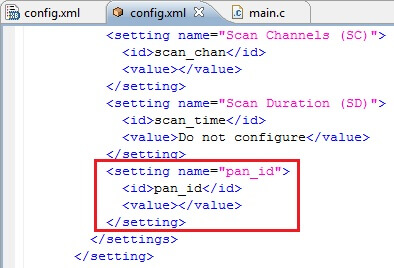 config.xml config.xml main.c
<setting name="Scan Channels (SC)">
<id>scan_chan</id>
<value></value>
</setting>
<setting name="Scan Duration (SD)">
<id>scan_time</id>
<value>Do not configure</value>
</setting>
<setting name="pan_id">
<id>pan_id</id>
<value></value>
</setting>
</settings>
</setting>